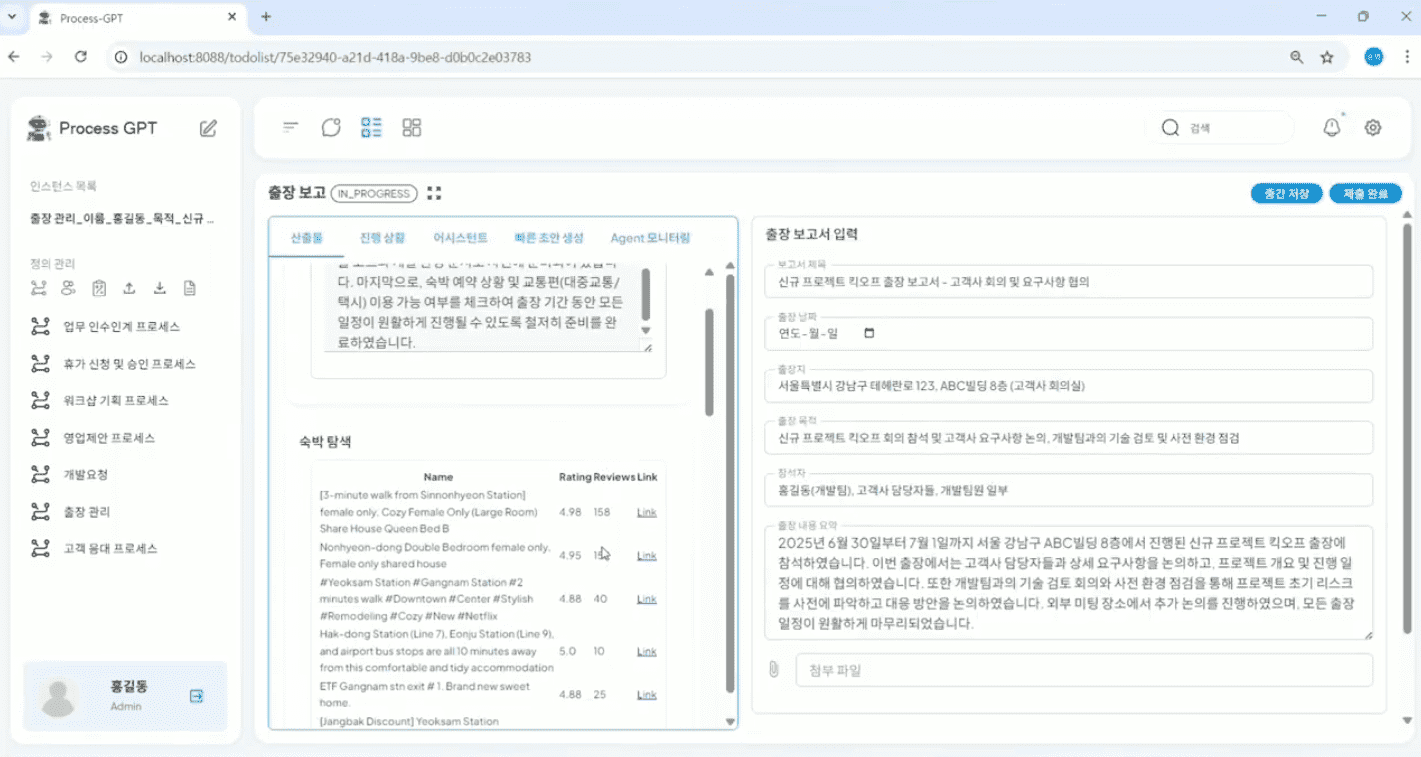 Process-GPT
localhost:8088/todolist/75e32940-a21d-418a-9be8-d0b0c2e03783
Process GPT
검색
인스턴스 목록
출장 관리_이름_홍길동_목적_신규 ...
정의 관리
업무 인수인계 프로세스
휴가 신청 및 승인 프로세스
워크샵 기획 프로세스
영업제안 프로세스
개발요청
출장 관리
고객 응대 프로세스
홍길동
Admin
출장 보고 IN_PROGRESS
중간 저장 제출 완료
산출물 진행 상황 어시스턴트 빠른 초안 생성 Agent 모니터링
다. 마지막으로, 숙박 예약 상황 및 교통편(대중교통/
택시) 이용 가능 여부를 체크하여 출장 기간 동안 모든
일정이 원활하게 진행될 수 있도록 철저히 준비를 완
료하였습니다.
숙박 탐색
Name Rating Reviews Link
[3-minute walk from Sinnonhyeon Station]
female only, Cozy Female Only (Large Room) 4.98 158 Link
Share House Queen Bed B
Nonhyeon-dong Double Bedroom female only,
Female only shared house 4.95 Link
#Yeoksam Station #Gangnam Station #2
minutes walk #Downtown #Center #Stylish 4.88 40 Link
#Remodeling #Cozy #New #Netflix
Hak-dong Station (Line 7), Eonju Station (Line 9),
and airport bus stops are all 10 minutes away 5.0 10 Link
from this comfortable and tidy accommodation
ETF Gangnam stn exit # 1. Brand new sweet
home. 4.88 25 Link
[Jangbak Discount] Yeoksam Station
출장 보고서 입력
보고서 제목
신규 프로젝트 킥오프 출장 보고서 - 고객사 회의 및 요구사항 협의
출장 날짜
연도-월-일
출장지
서울특별시 강남구 테헤란로 123, ABC빌딩 8층 (고객사 회의실)
출장 목적
신규 프로젝트 킥오프 회의 참석 및 고객사 요구사항 논의, 개발팀과의 기술 검토 및 사전 환경 점검
참석자
홍길동(개발팀), 고객사 담당자들, 개발팀원 일부
출장 내용 요약
2025년 6월 30일부터 7월 1일까지 서울 강남구 ABC빌딩 8층에서 진행된 신규 프로젝트 킥오프 출장에
참석하였습니다. 이번 출장에서는 고객사 담당자들과 상세 요구사항을 논의하고, 프로젝트 개요 및 진행 일
정에 대해 협의하였습니다. 또한 개발팀과의 기술 검토 회의와 사전 환경 점검을 통해 프로젝트 초기 리스크
를 사전에 파악하고 대응 방안을 논의하였습니다. 외부 미팅 장소에서 추가 논의를 진행하였으며, 모든 출장
일정이 원활하게 마무리되었습니다.
첨부 파일